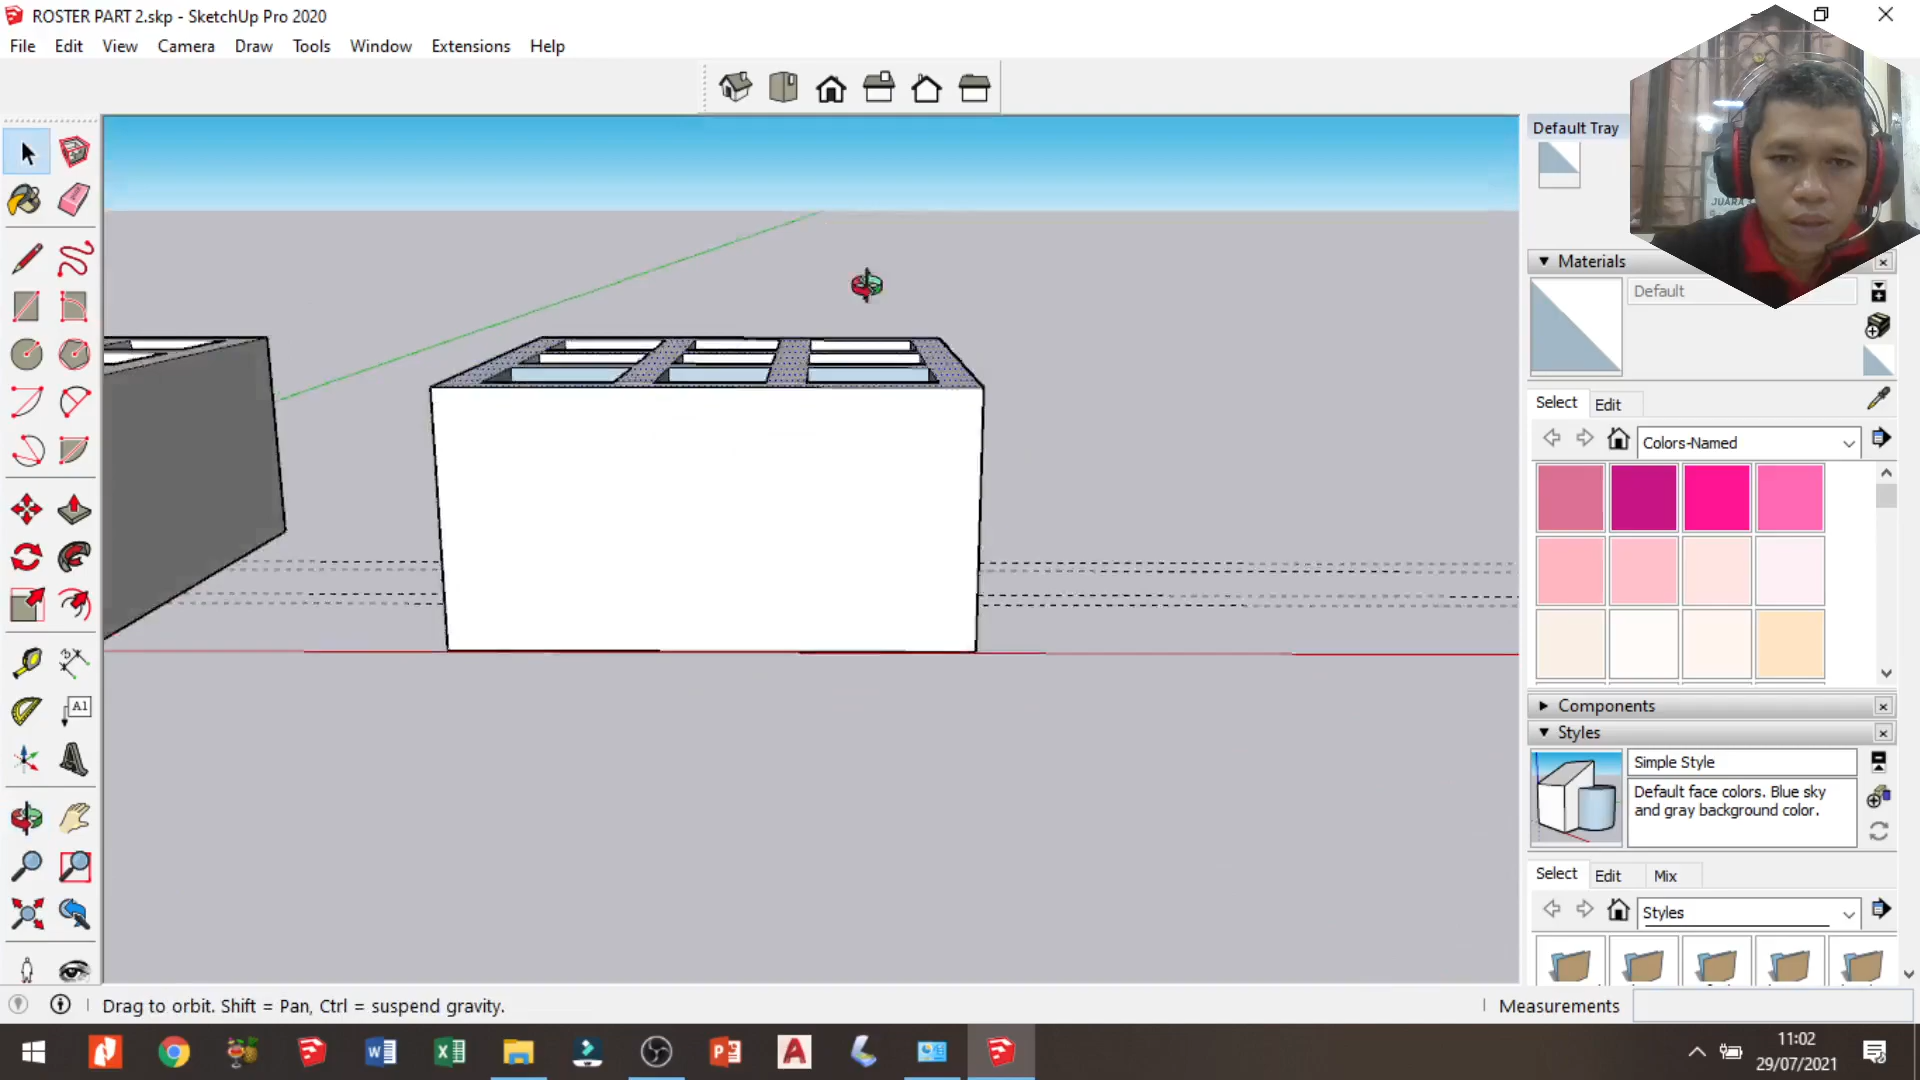 ROSTER PART 2.skp - SketchUp Pro 2020
File Edit View Camera Draw Tools Window Extensions Help
Default Tray
JUARA
Materials
Default
Select Edit
Colors-Named
A1
Components
Styles
Simple Style
Default face colors. Blue sky
and gray background color.
Select Edit Mix
Styles
Drag to orbit. Shift = Pan, Ctrl = suspend gravity.
Measurements
11:02
29/07/2021